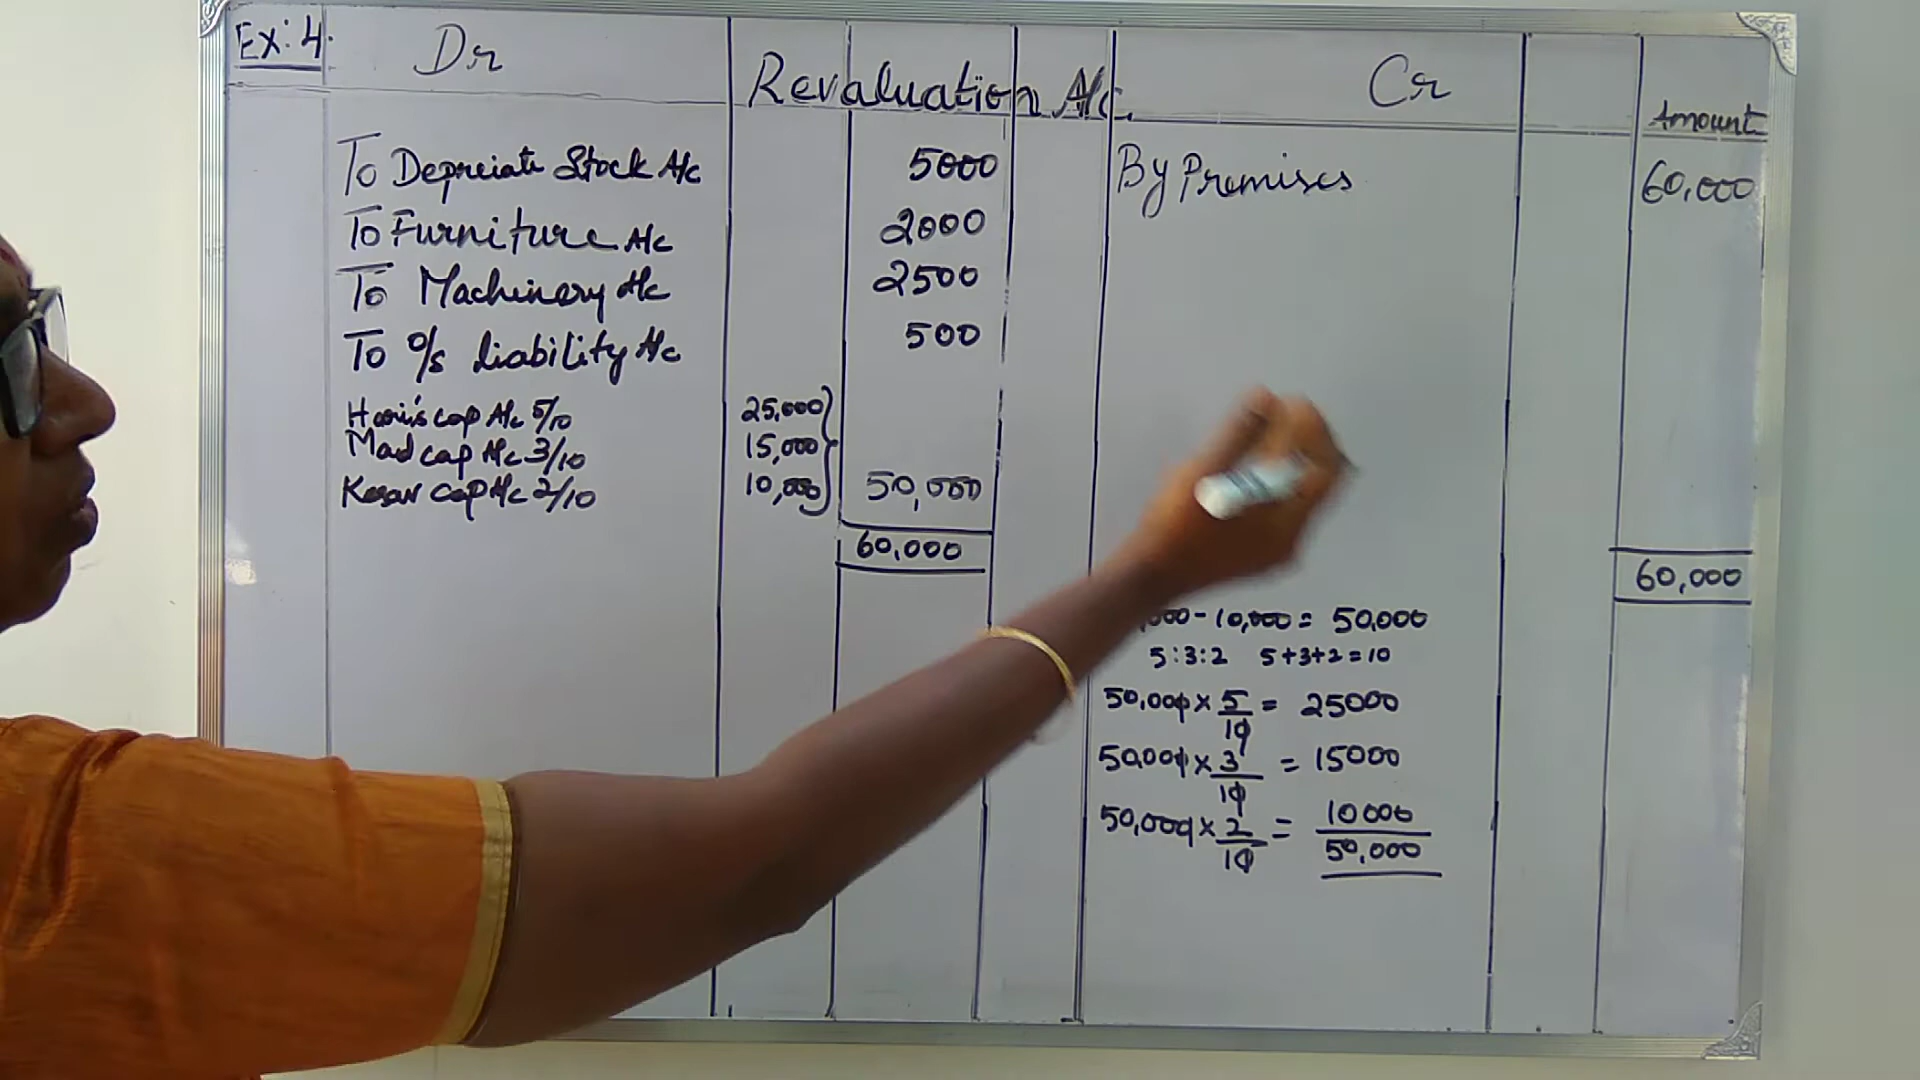 Ex: 4.
Dr
Revaluation A/c.
Cr
Amount
To Depreciate Stock A/c 5000
To Furniture A/c 2000
To Machinery A/c 2500
To o/s liability A/c 500
cap A/c 5/10 25,000
cap A/c 3/10 15,000
cap A/c 2/10 10,000 50,000
60,000
By Premises 60,000
60,000
000 - 10,000 = 50,000
5:3:2 5+3+2=10
50,000 × 5/10 = 25000
50,000 × 3/10 = 15000
50,000 × 2/10 = 10000
50,000